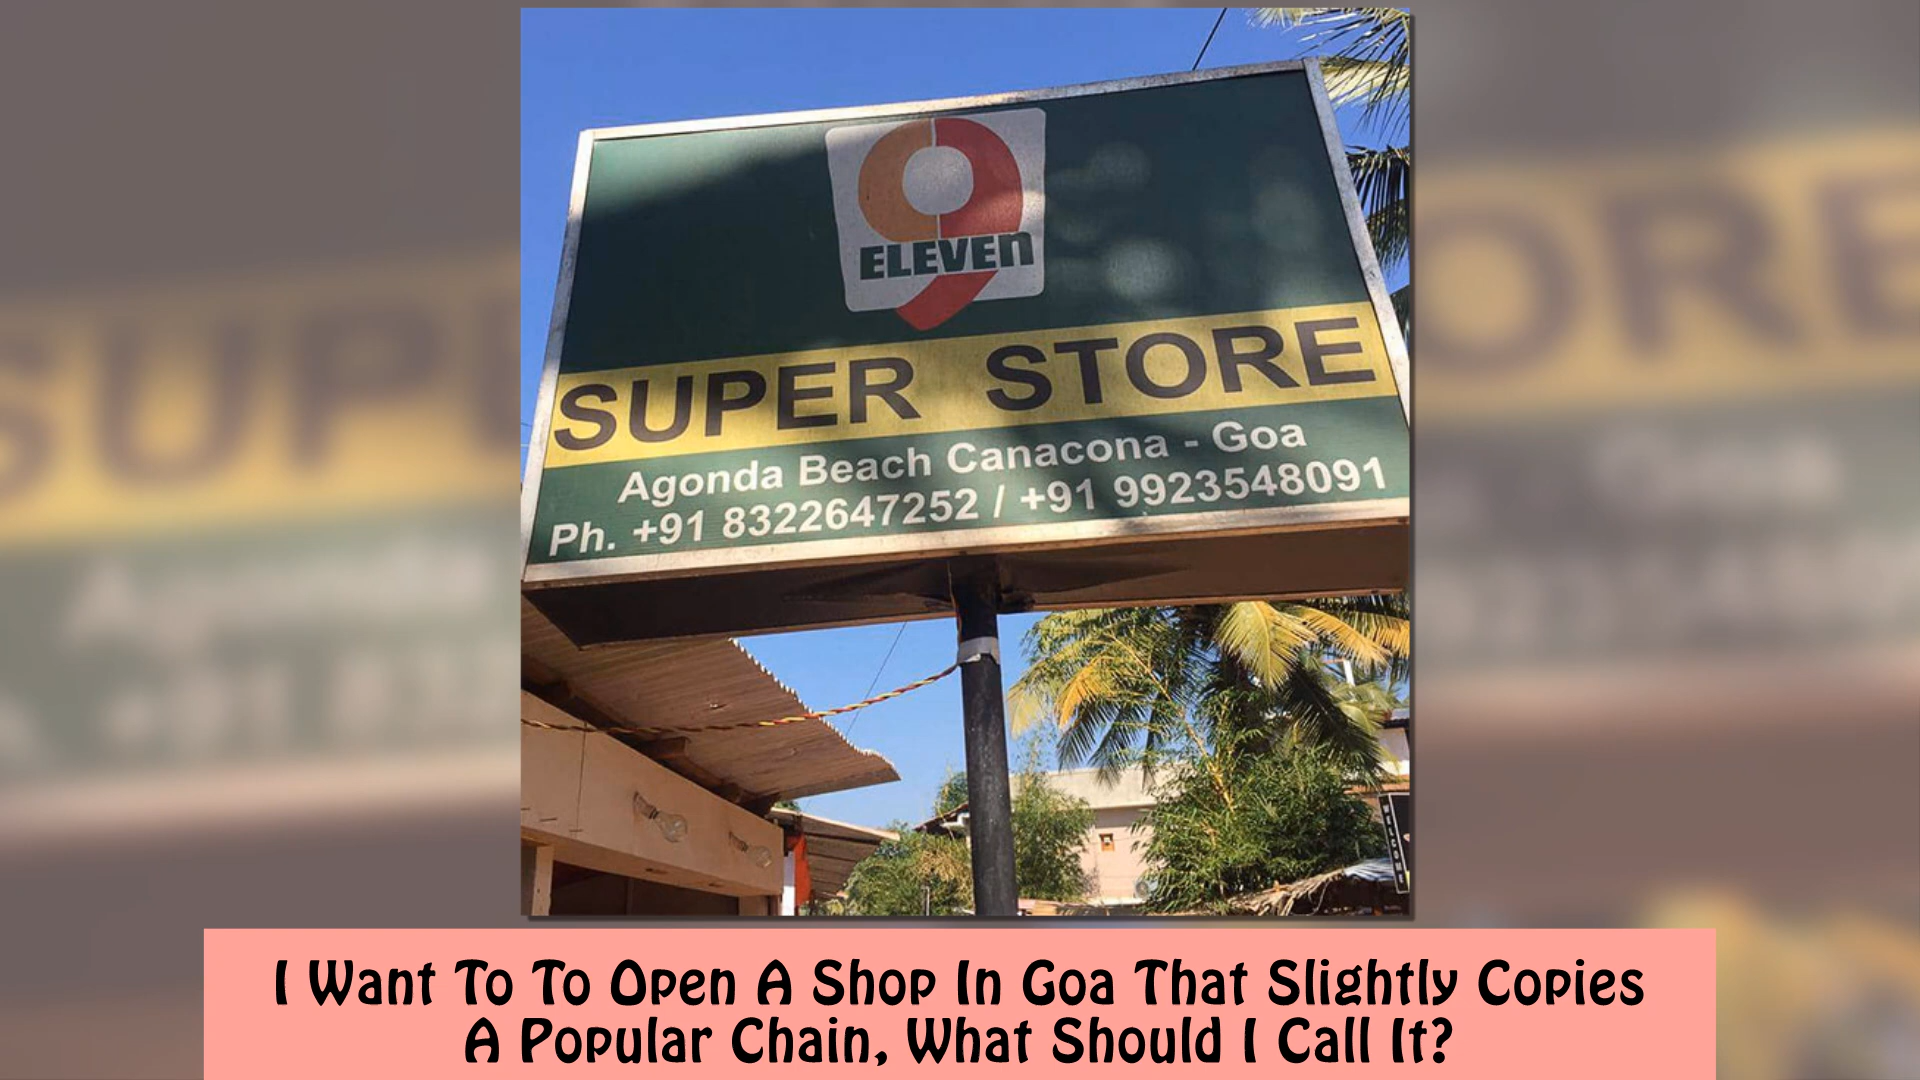 9
ELEVEn
SUPER STORE
Agonda Beach Canacona - Goa
Ph. +91 8322647252 / +91 9923548091
WELCOME
I Want To To Open A Shop In Goa That Slightly Copies
A Popular Chain, What Should I Call It?